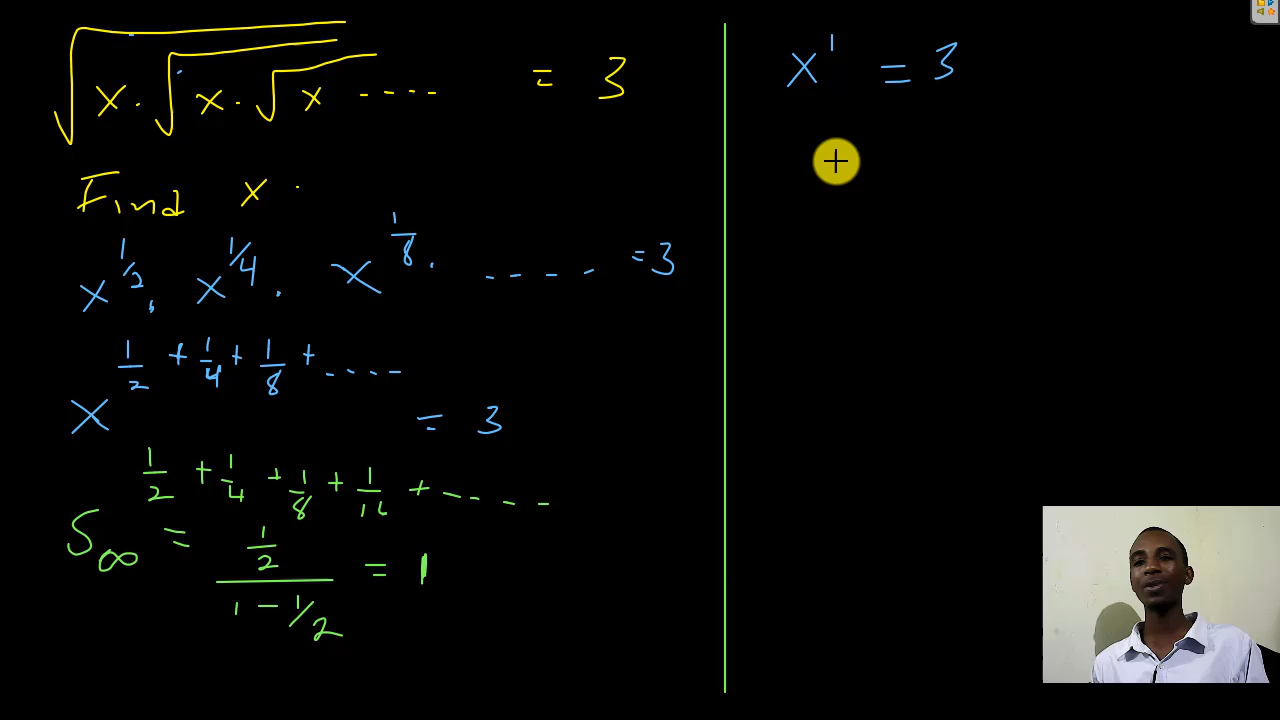 √x·√x·√x ---- = 3
Find x.
x^1/2 . x^1/4 . x^1/8 . ---- = 3
x^1/2 + 1/4 + 1/8 + ---- = 3
1/2 + 1/4 + 1/8 + 1/16 + ----
S∞ = 1/2 / 1 - 1/2 = 1
x^1 = 3